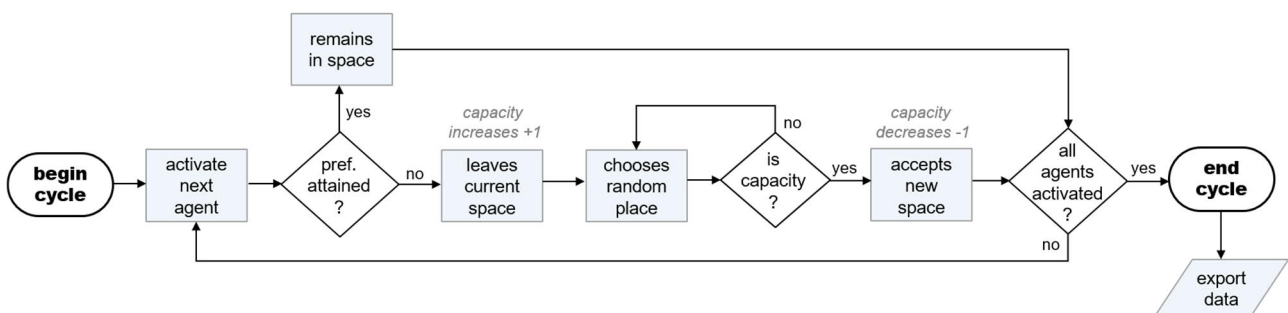 remains
in space
yes
capacity
increases +1
no
capacity
decreases -1
begin
cycle
activate
next
agent
pref.
attained
?
no
leaves
current
space
chooses
random
place
is
capacity
?
yes
accepts
new
space
all
agents
activated
?
yes
end
cycle
no
export
data